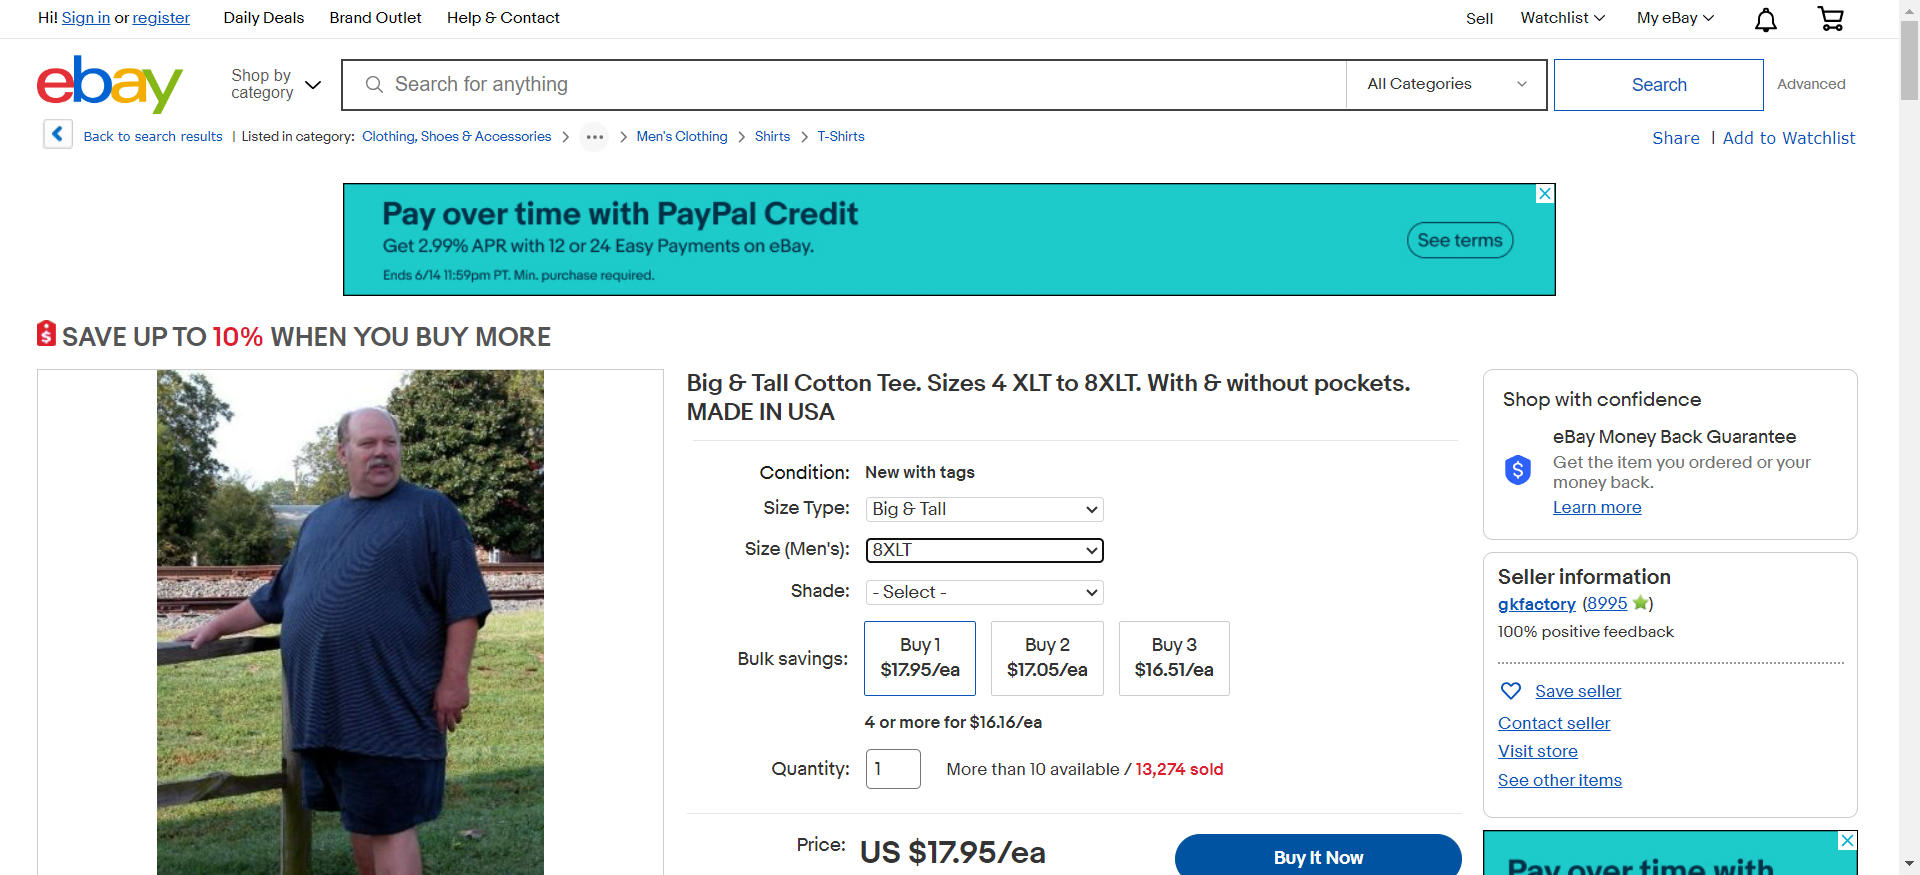 Hi! Sign in or register Daily Deals Brand Outlet Help & Contact Sell Watchlist My eBay
ebay Shop by category Search for anything All Categories Search Advanced
Back to search results | Listed in category: Clothing, Shoes & Accessories > ... > Men's Clothing > Shirts > T-Shirts Share | Add to Watchlist
Pay over time with PayPal Credit
Get 2.99% APR with 12 or 24 Easy Payments on eBay.
Ends 6/14 11:59pm PT. Min. purchase required.
See terms
SAVE UP TO 10% WHEN YOU BUY MORE
Big & Tall Cotton Tee. Sizes 4 XLT to 8XLT. With & without pockets.
MADE IN USA
Condition: New with tags
Size Type: Big & Tall
Size (Men's): 8XLT
Shade: - Select -
Bulk savings:
Buy 1
$17.95/ea
Buy 2
$17.05/ea
Buy 3
$16.51/ea
4 or more for $16.16/ea
Quantity: 1 More than 10 available / 13,274 sold
Price: US $17.95/ea
Buy It Now
Shop with confidence
eBay Money Back Guarantee
Get the item you ordered or your
money back.
Learn more
Seller information
gkfactory (8995)
100% positive feedback
Save seller
Contact seller
Visit store
See other items
Pay over time with